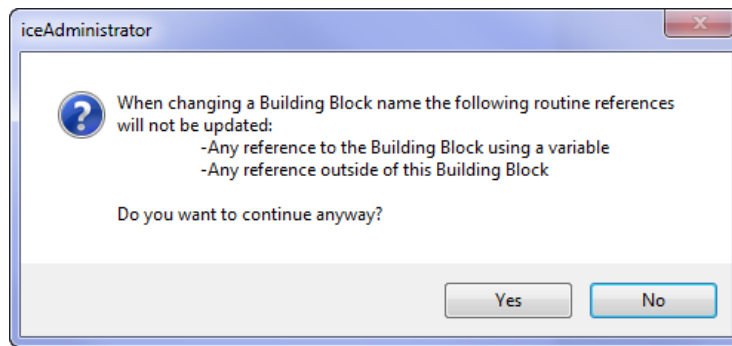 iceAdministrator
When changing a Building Block name the following routine references
will not be updated:
-Any reference to the Building Block using a variable
-Any reference outside of this Building Block
Do you want to continue anyway?
Yes No